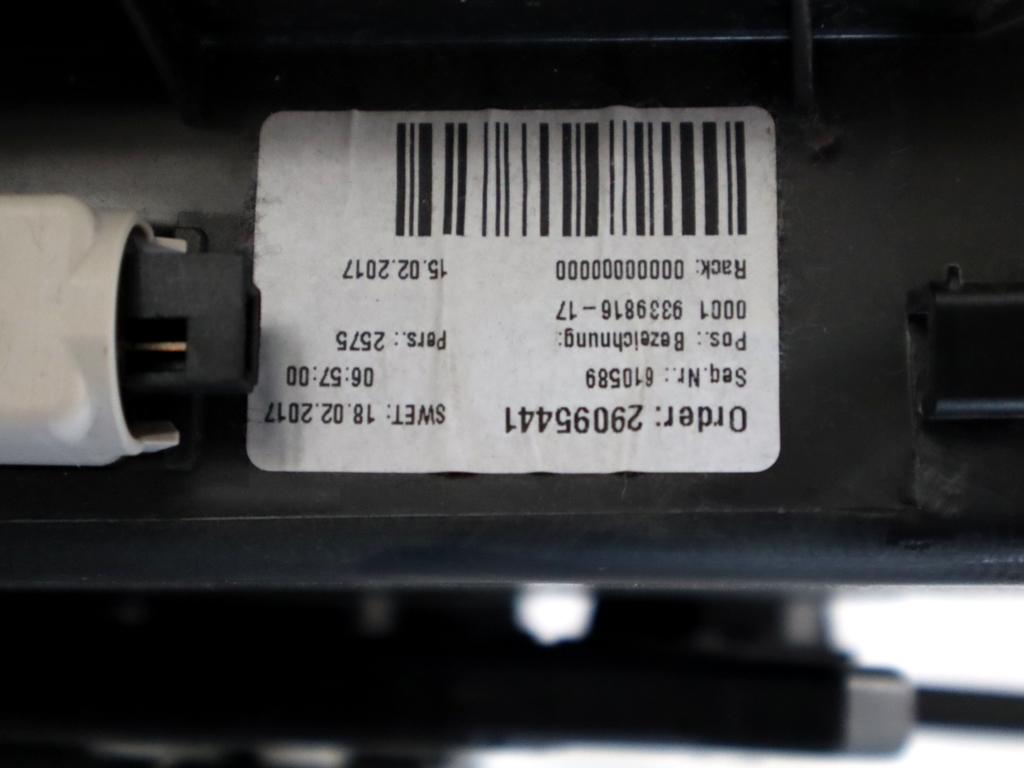 Order: 29095441 SWET: 18.02.2017
Seq.Nr.: 610589 06:57:00
Pos.: Bezeichnung: Pers.: 2575
0001 9339816-17
Rack: 0000000000 15.02.2017